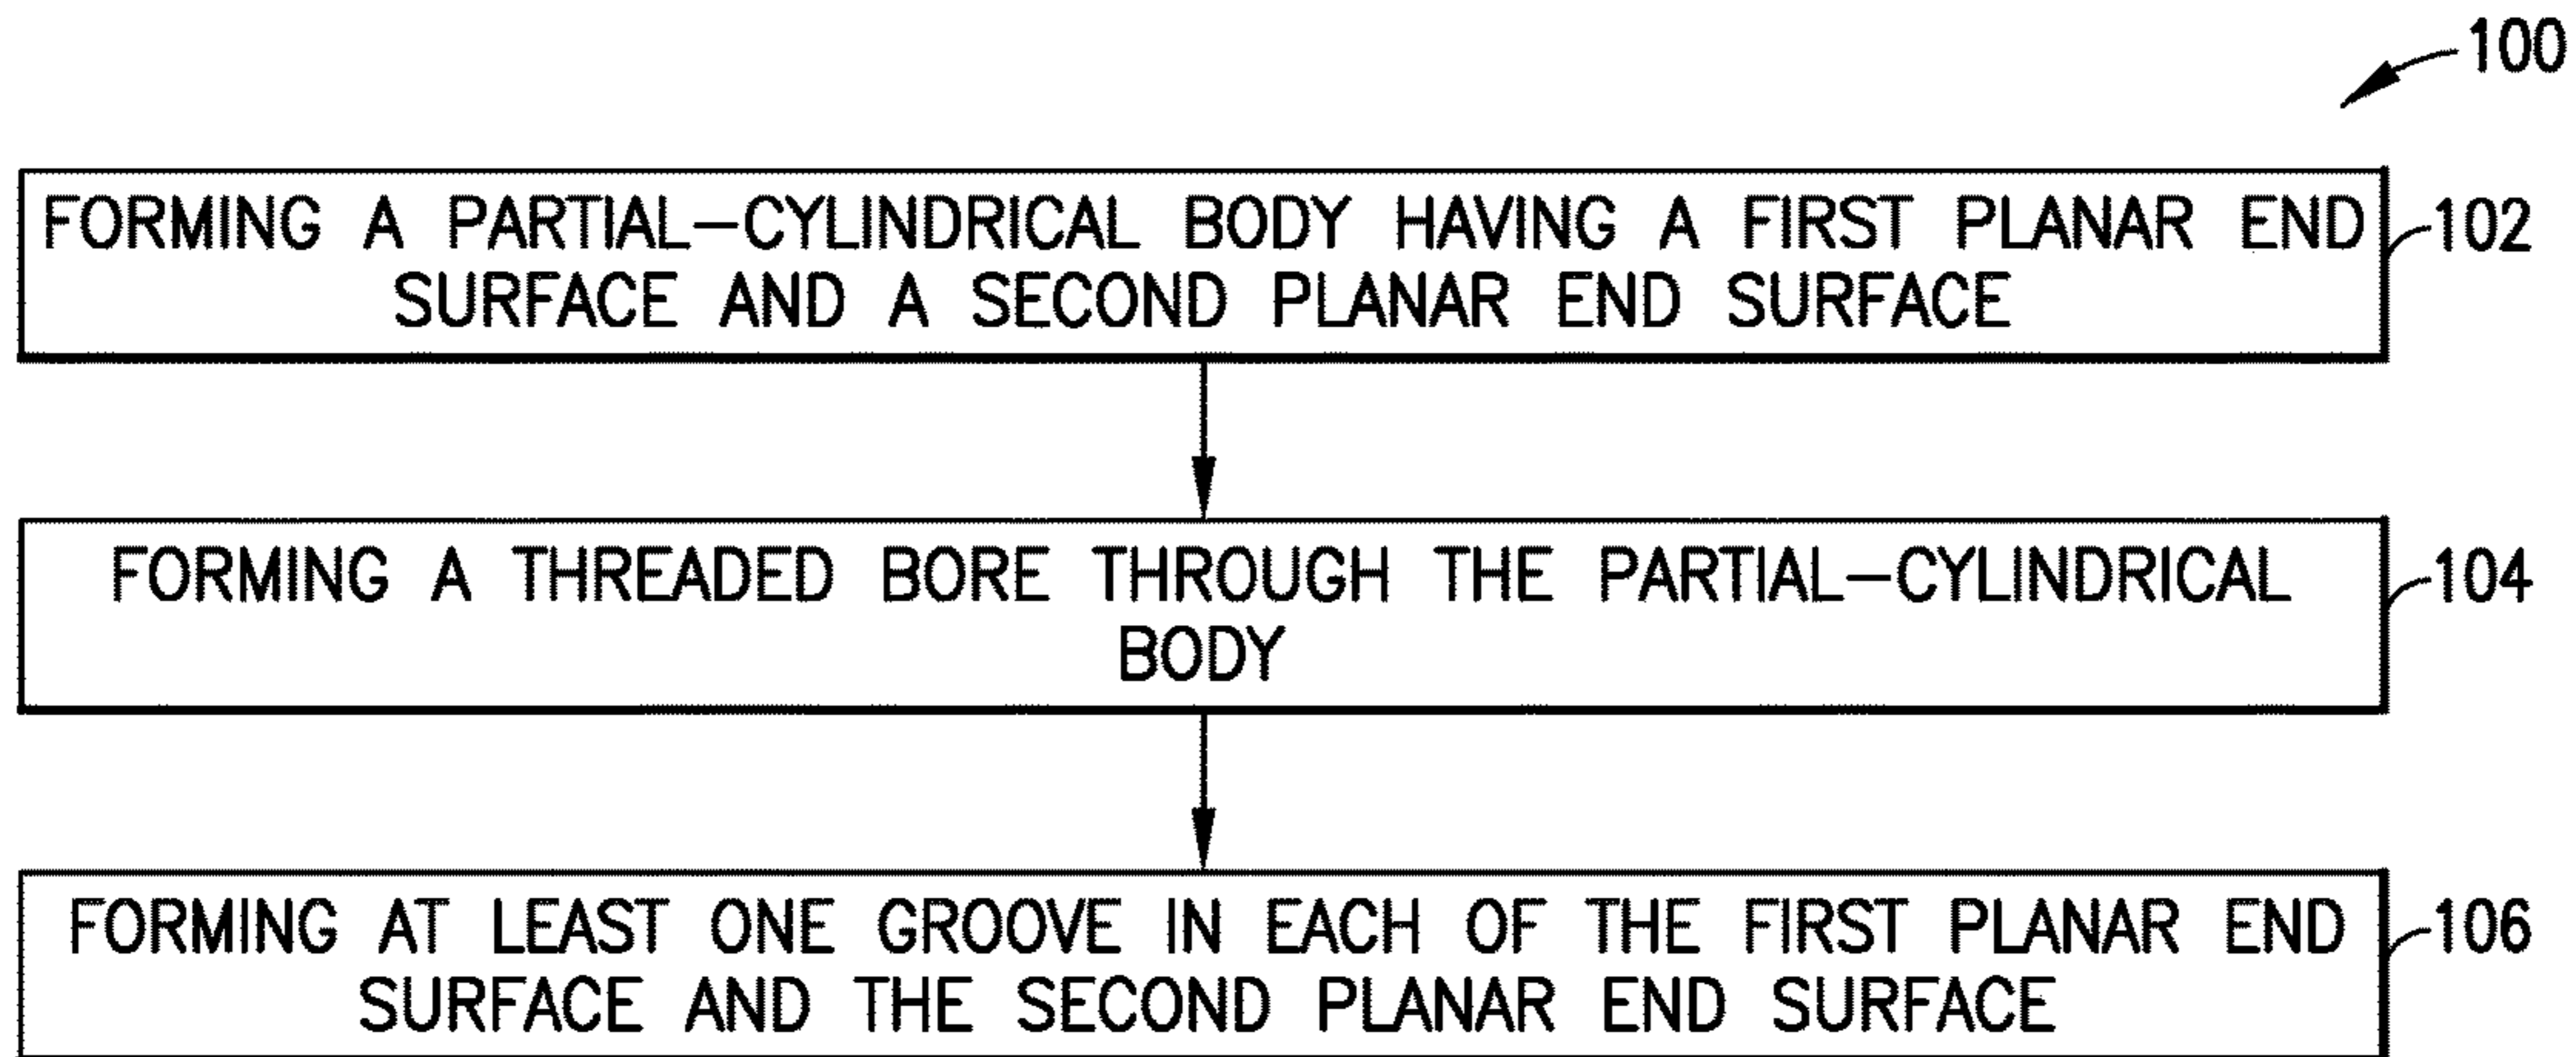 100
FORMING A PARTIAL-CYLINDRICAL BODY HAVING A FIRST PLANAR END
SURFACE AND A SECOND PLANAR END SURFACE
102
FORMING A THREADED BORE THROUGH THE PARTIAL-CYLINDRICAL
BODY
104
FORMING AT LEAST ONE GROOVE IN EACH OF THE FIRST PLANAR END
SURFACE AND THE SECOND PLANAR END SURFACE
106